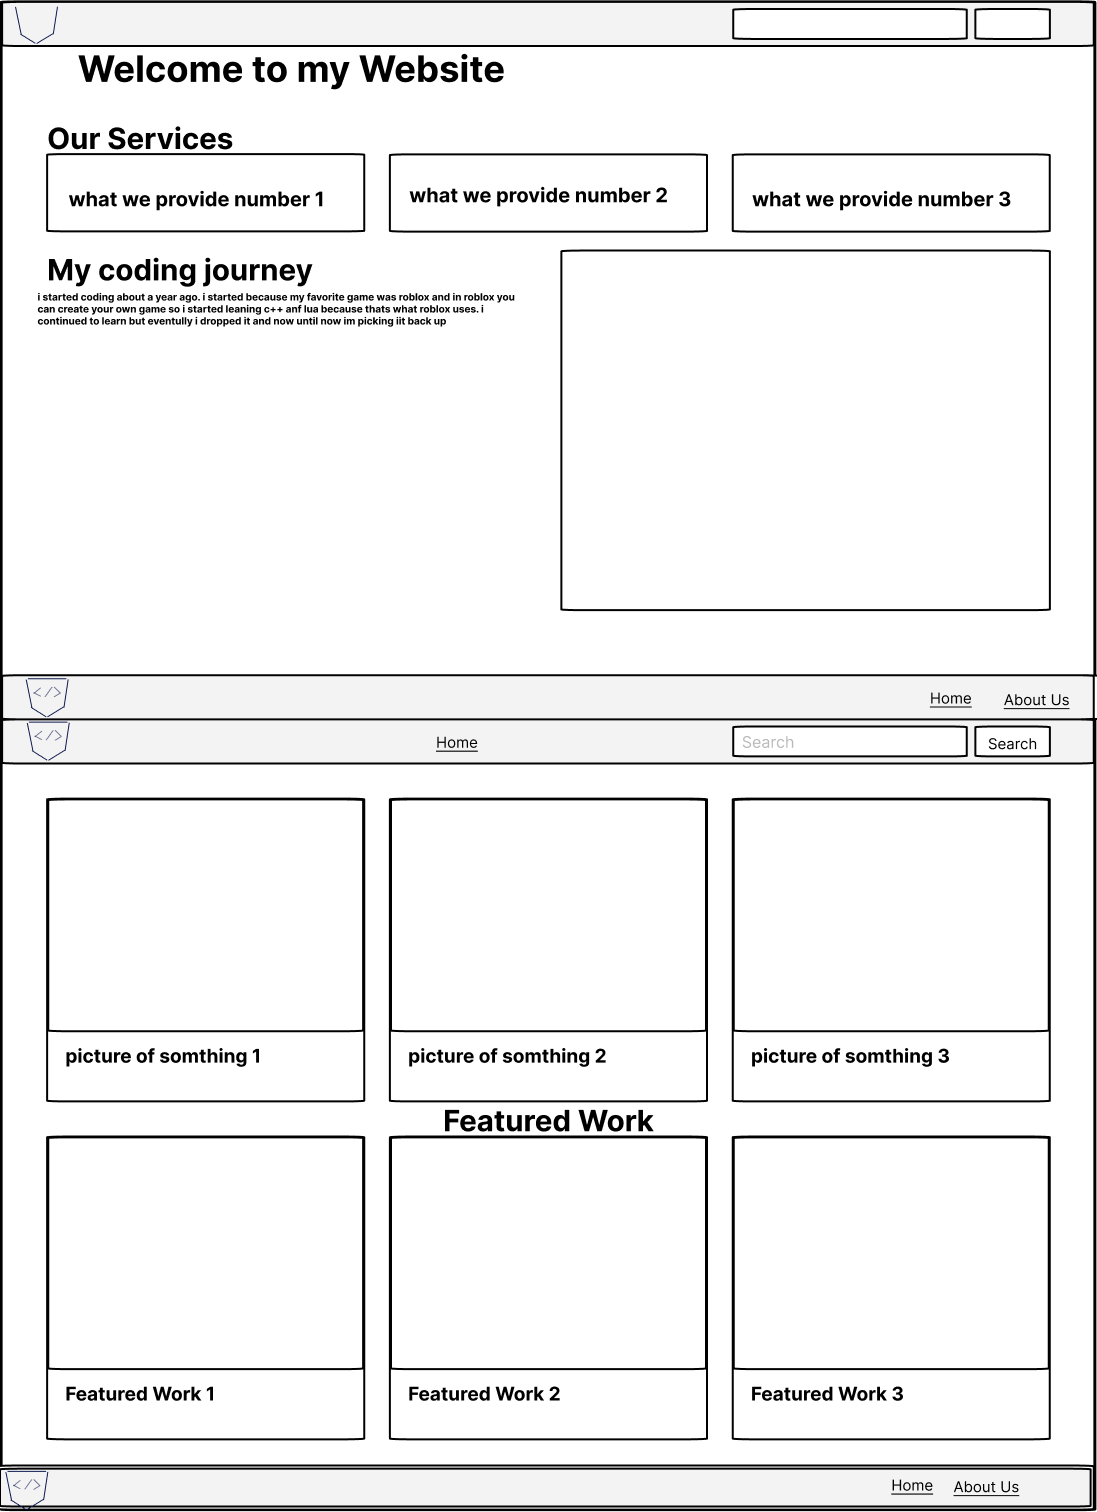 Welcome to my Website
Our Services
what we provide number 1
what we provide number 2
what we provide number 3
My coding journey
i started coding about a year ago. i started because my favorite game was roblox and in roblox you
can create your own game so i started leaning c++ anf lua because thats what roblox uses. i
continued to learn but eventully i dropped it and now until now im picking iit back up
</>
Home
About Us
</>
Home
Search
Search
picture of somthing 1
picture of somthing 2
picture of somthing 3
Featured Work
Featured Work 1
Featured Work 2
Featured Work 3
</>
Home
About Us